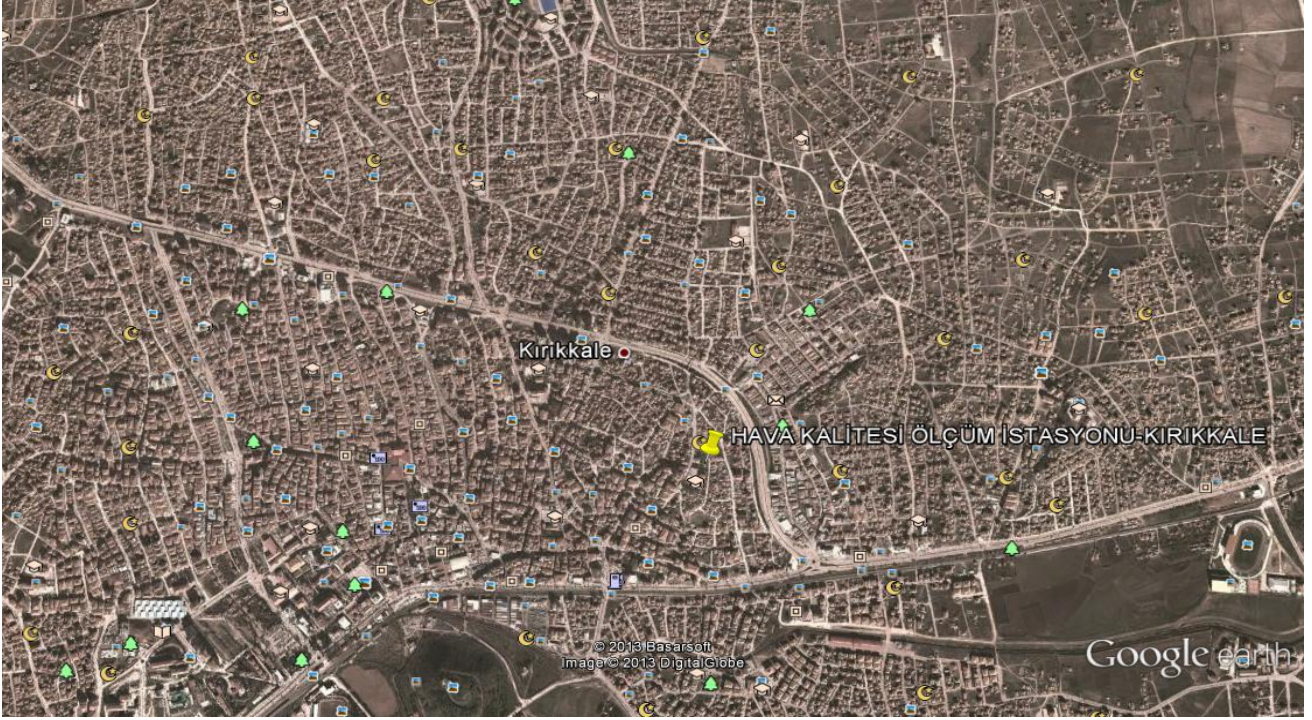 Kırıkkale
HAVA KALİTESİ ÖLÇÜM İSTASYONU-KIRIKKALE
© 2013 Basarsoft
Image © 2013 DigitalGlobe
Google earth